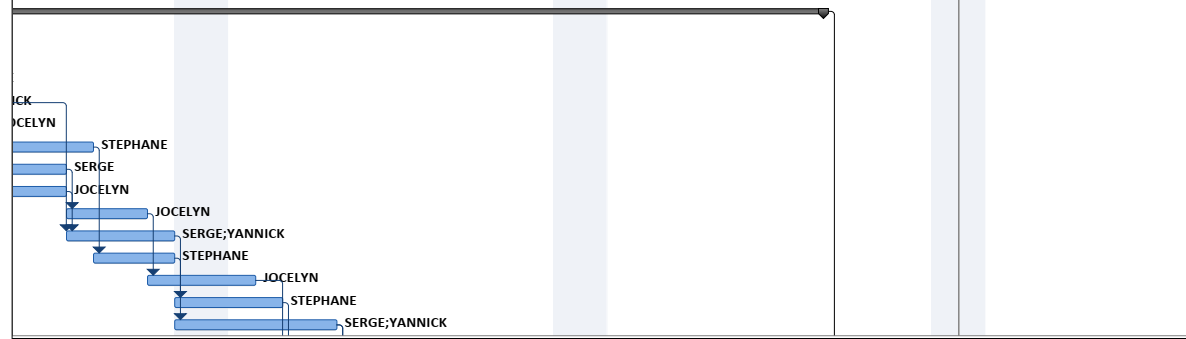 STEPHANE
SERGE
JOCELYN
JOCELYN
SERGE;YANNICK
STEPHANE
JOCELYN
STEPHANE
SERGE;YANNICK